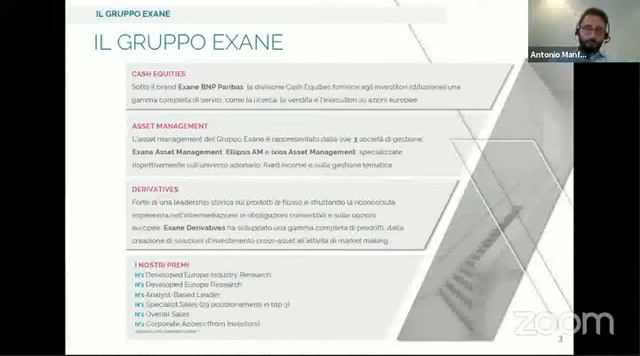 IL GRUPPO EXANE
IL GRUPPO EXANE
Antonio Manf...
CASH EQUITIES
Sotto il brand Exane BNP Paribas, la divisione Cash Equities fornisce agli investitori istituzionali una
gamma completa di servizi, come la ricerca, la vendita e l'execution su azioni europee.
ASSET MANAGEMENT
L'asset management del Gruppo Exane è rappresentato dalle sue 3 società di gestione,
Exane Asset Management, Ellipsis AM e Ixios Asset Management, specializzate
rispettivamente sull'universo azionario, fixed income e sulla gestione tematica.
DERIVATIVES
Forte di una leadership storica sui prodotti di flusso e sfruttando la riconosciuta
esperienza nell'intermediazione in obbligazioni convertibili e sulle opzioni
europee, Exane Derivatives ha sviluppato una gamma completa di prodotti, dalla
creazione di soluzioni d'investimento cross-asset all'attività di market making.
I NOSTRI PREMI
N°1 Developed Europe Industry Research
N°1 Developed Europe Research
N°1 Analyst-Based Leader
N°1 Specialist Sales (29 posizionamenti in top 3)
N°1 Overall Sales
N°1 Corporate Access (from Investors)
zoom
3